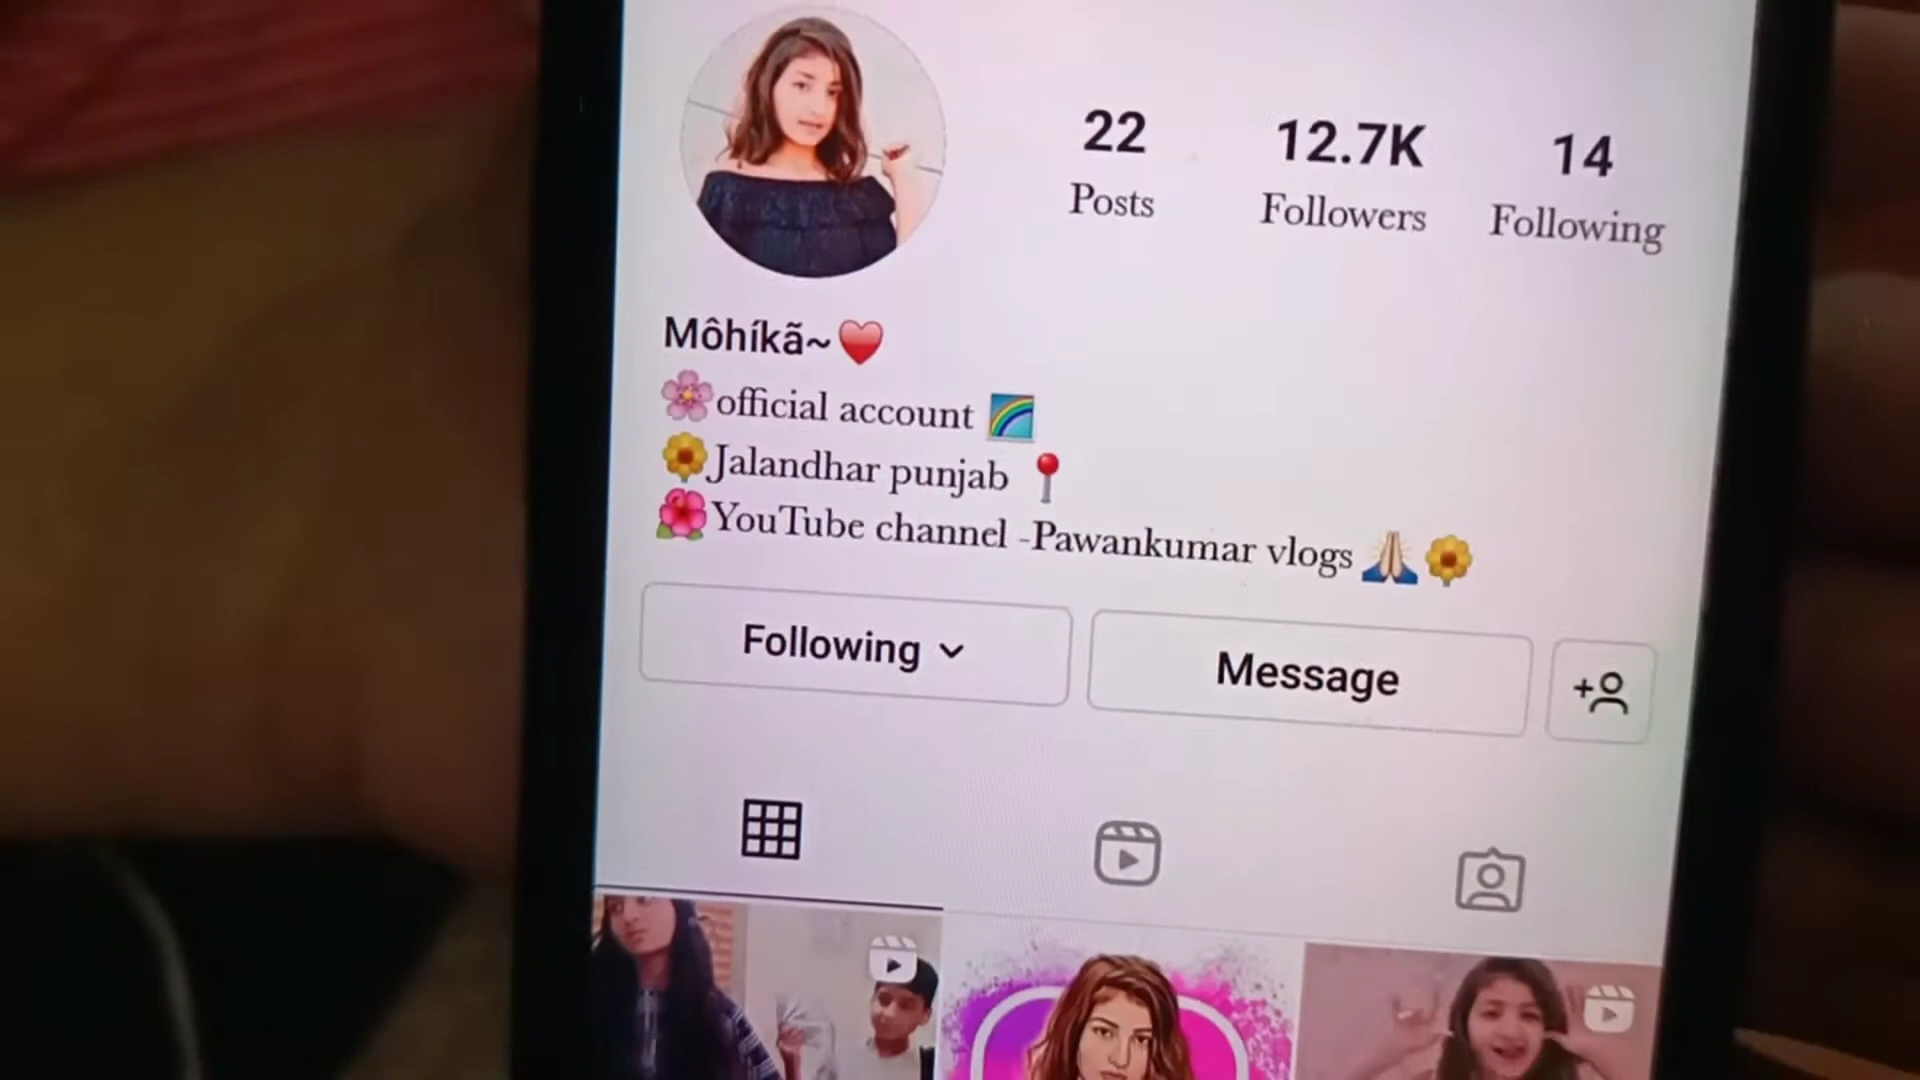 22 12.7K 14
Posts Followers Following
Môhíkã~♥️
🌸official account 🌈
🌼Jalandhar punjab 📍
🌺YouTube channel -Pawankumar vlogs 🙏🏻🌼
Following Message